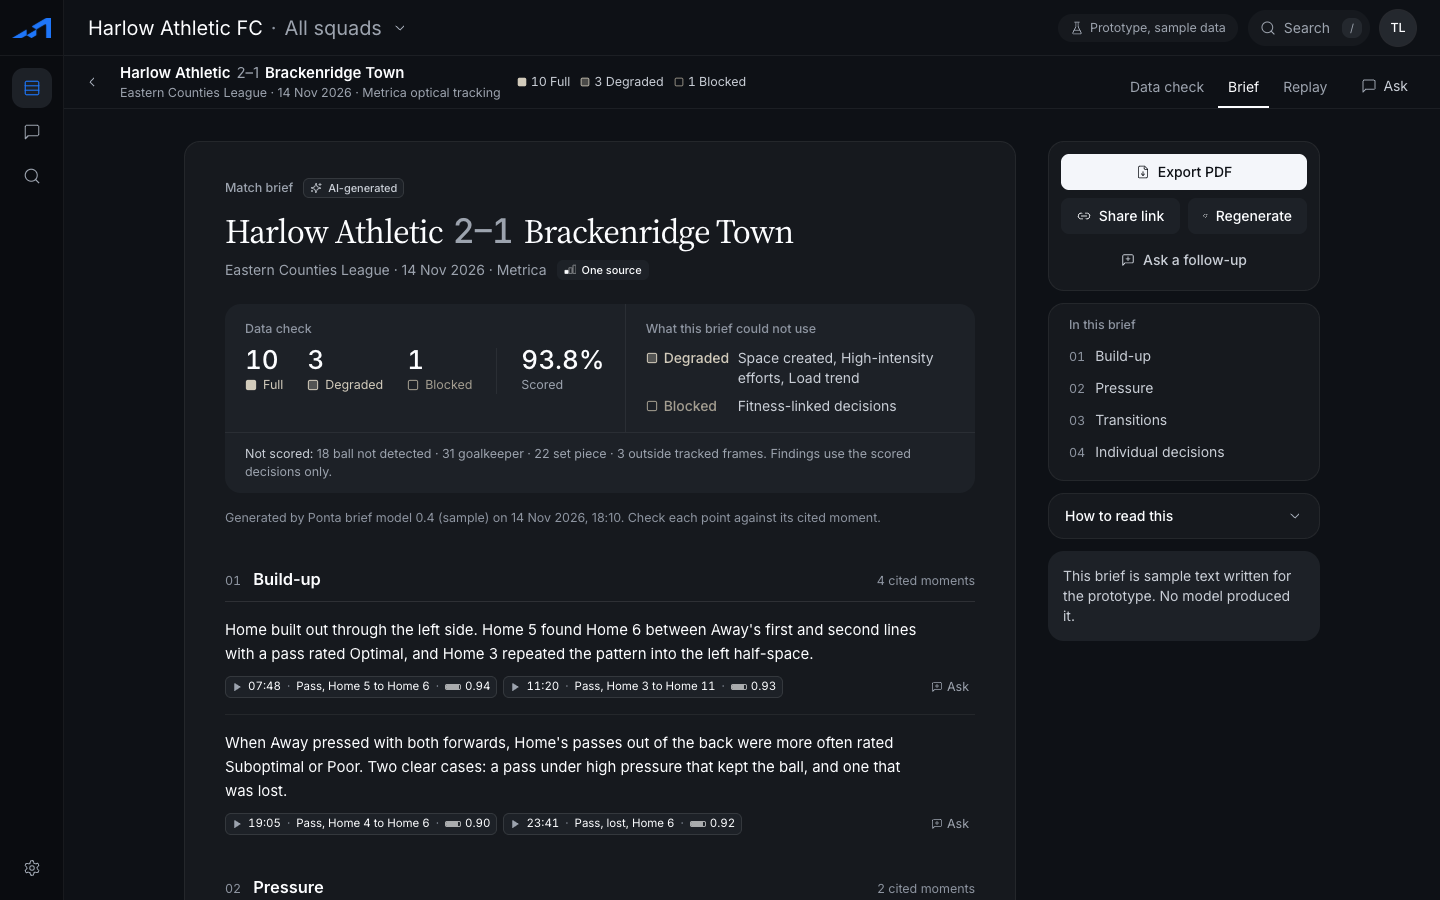 Harlow Athletic FC · All squads
Prototype, sample data
Search /
TL
Harlow Athletic 2–1 Brackenridge Town
Eastern Counties League · 14 Nov 2026 · Metrica optical tracking
10 Full 3 Degraded 1 Blocked
Data check Brief Replay Ask
Match brief AI-generated
Harlow Athletic 2–1 Brackenridge Town
Eastern Counties League · 14 Nov 2026 · Metrica One source
Data check
10 3 1 93.8%
Full Degraded Blocked Scored
What this brief could not use
Degraded Space created, High-intensity
efforts, Load trend
Blocked Fitness-linked decisions
Not scored: 18 ball not detected · 31 goalkeeper · 22 set piece · 3 outside tracked frames. Findings use the scored
decisions only.
Generated by Ponta brief model 0.4 (sample) on 14 Nov 2026, 18:10. Check each point against its cited moment.
01 Build-up 4 cited moments
Home built out through the left side. Home 5 found Home 6 between Away's first and second lines
with a pass rated Optimal, and Home 3 repeated the pattern into the left half-space.
07:48 · Pass, Home 5 to Home 6 · 0.94 11:20 · Pass, Home 3 to Home 11 · 0.93 Ask
When Away pressed with both forwards, Home's passes out of the back were more often rated
Suboptimal or Poor. Two clear cases: a pass under high pressure that kept the ball, and one that
was lost.
19:05 · Pass, Home 4 to Home 6 · 0.90 23:41 · Pass, lost, Home 6 · 0.92 Ask
02 Pressure 2 cited moments
Export PDF
Share link Regenerate
Ask a follow-up
In this brief
01 Build-up
02 Pressure
03 Transitions
04 Individual decisions
How to read this
This brief is sample text written for
the prototype. No model produced
it.